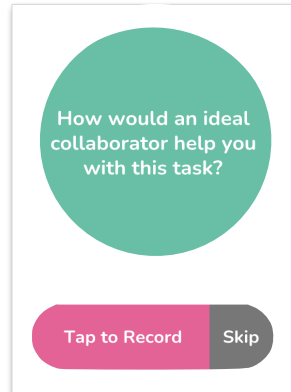 How would an ideal
collaborator help you
with this task?
Tap to Record
Skip